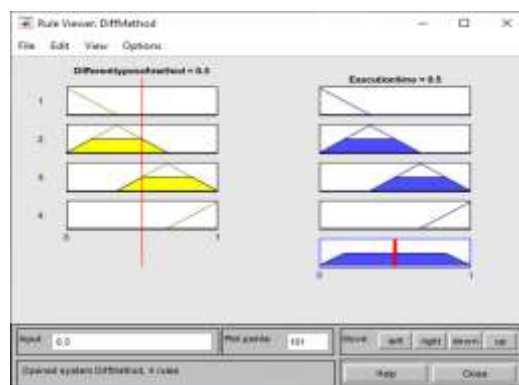 Rule Viewer: DiffMethod
File Edit View Options
Differenttypesofmethod = 0.5
Executiontime = 0.5
1
2
3
4
0 1
0 1
Input: 0.5
Plot points: 101
Move: left right down up
Opened system DiffMethod, 4 rules
Help Close